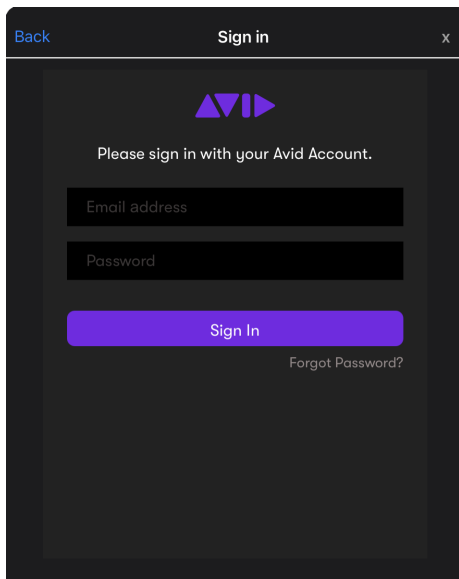 Back
Sign in
x
AVID
Please sign in with your Avid Account.
Email address
Password
Sign In
Forgot Password?